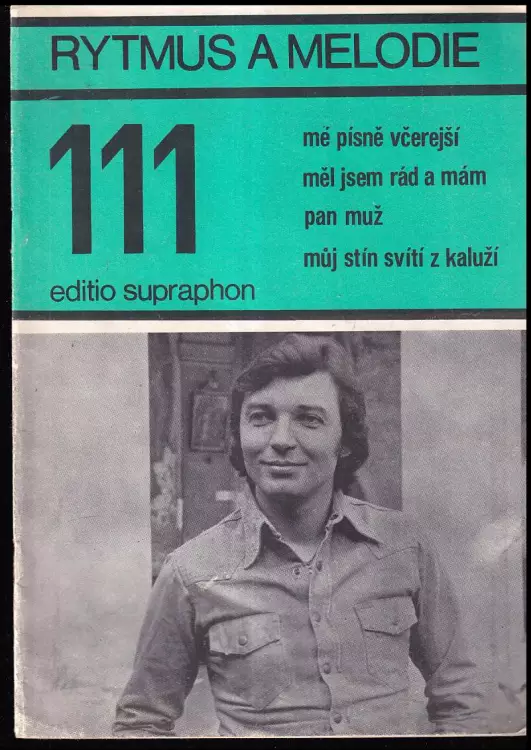 RYTMUS A MELODIE
111
mé písně včerejší
měl jsem rád a mám
pan muž
můj stín svítí z kaluží
editio supraphon